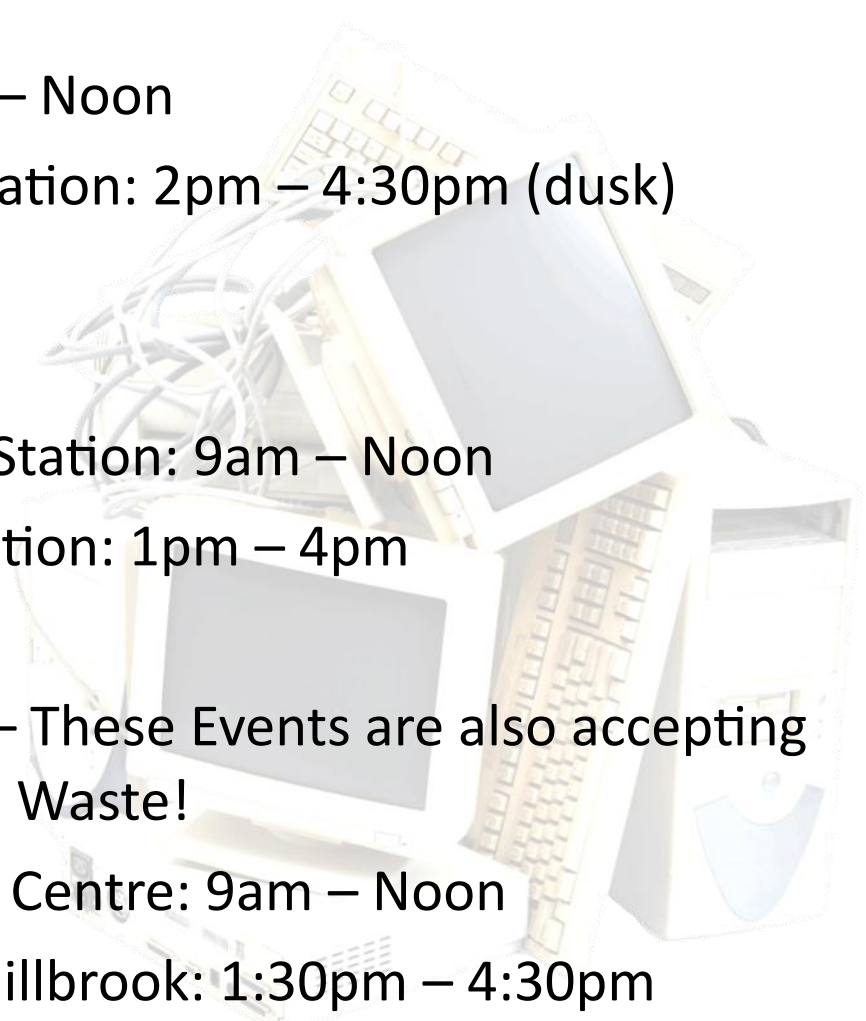 – Noon
ation: 2pm – 4:30pm (dusk)
Station: 9am – Noon
tion: 1pm – 4pm
– These Events are also accepting
Waste!
Centre: 9am – Noon
illbrook: 1:30pm – 4:30pm